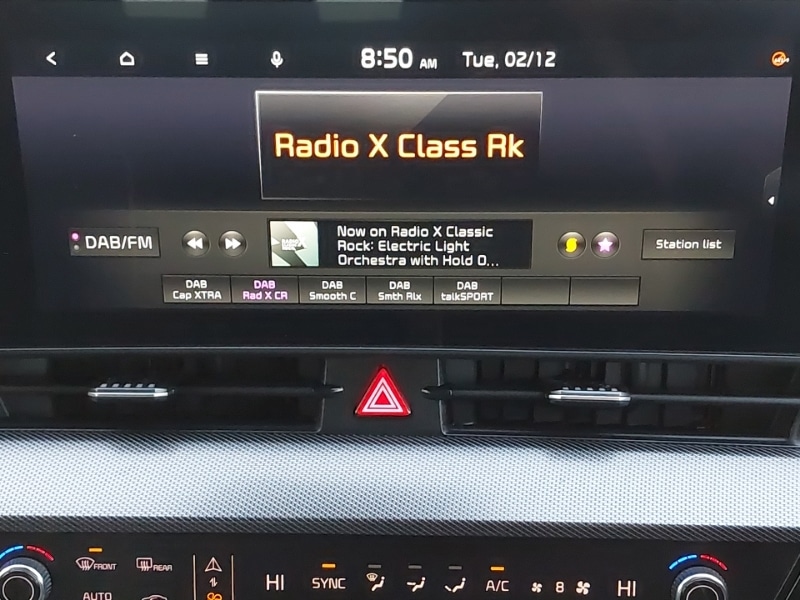 8:50 AM Tue, 02/12
Radio X Class Rk
DAB/FM
Now on Radio X Classic
Rock: Electric Light
Orchestra with Hold O...
Station list
DAB DAB DAB DAB DAB
Cap XTRA Rad X CR Smooth C Smth Rlx talkSPORT
FRONT REAR
HI SYNC A/C 8 HI
AUTO